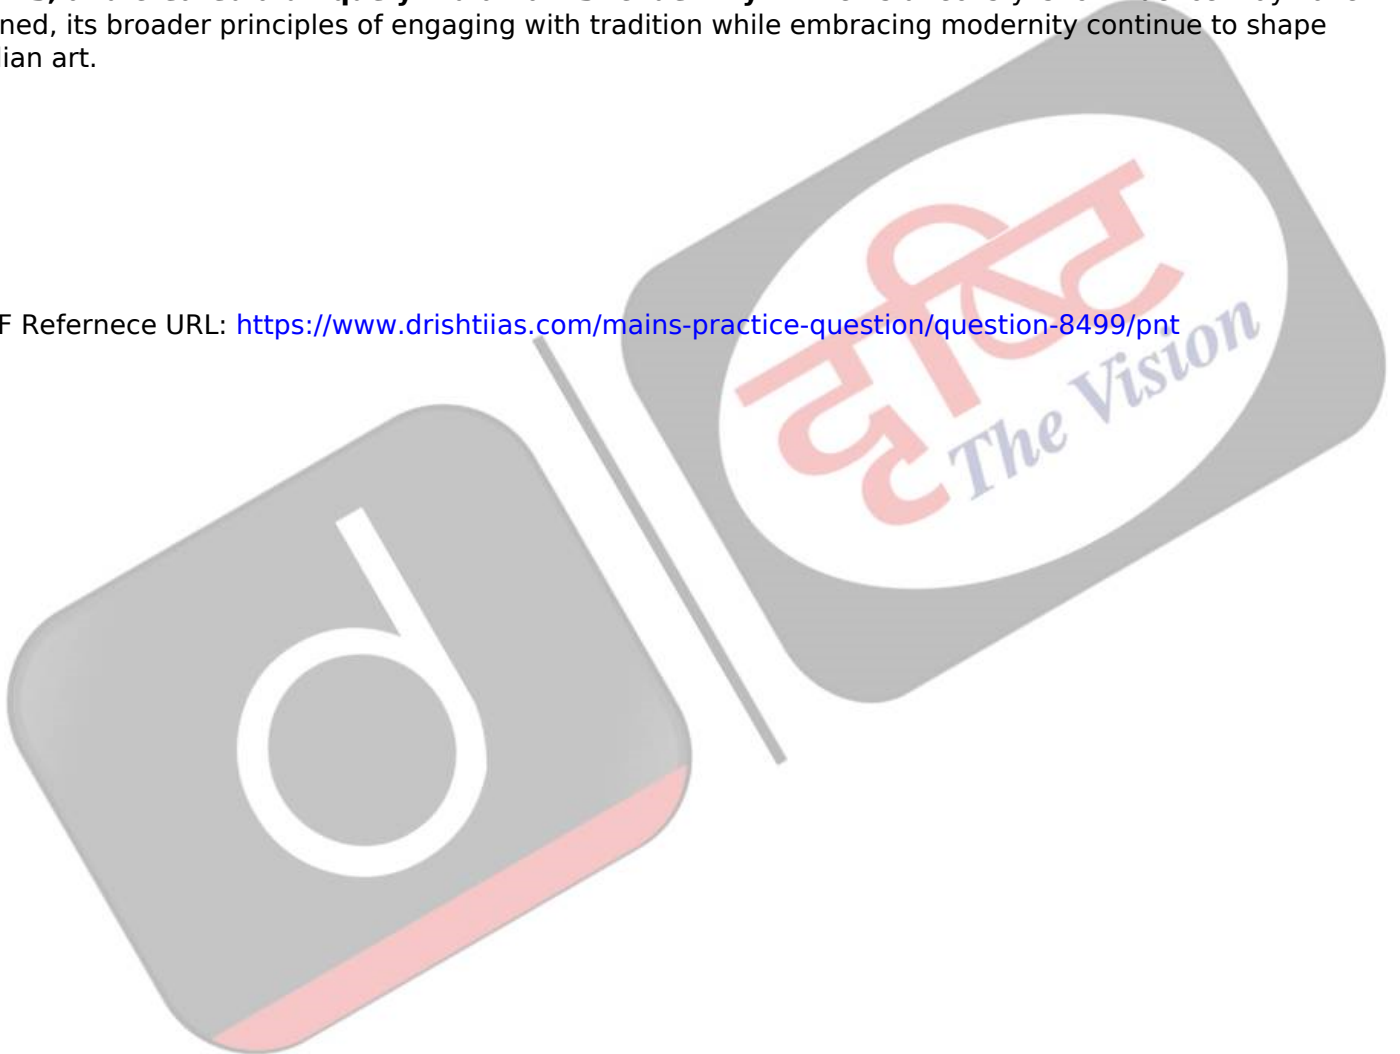 ned, its broader principles of engaging with tradition while embracing modernity continue to shape
ian art.
F Refernece URL: https://www.drishtiias.com/mains-practice-question/question-8499/pnt
दृष्टि
The Vision
d